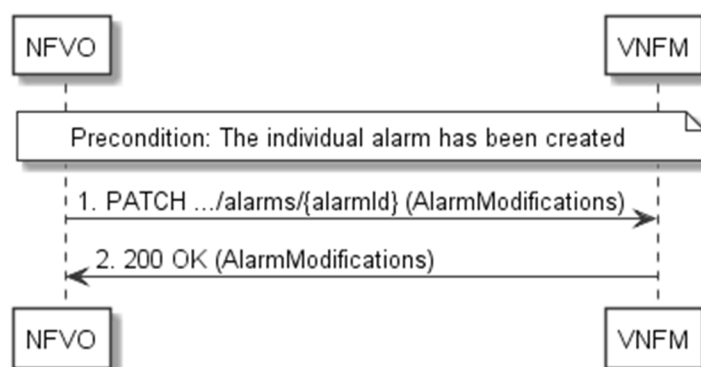 NFVO
VNFM
Precondition: The individual alarm has been created
1. PATCH .../alarms/{alarmId} (AlarmModifications)
2. 200 OK (AlarmModifications)
NFVO
VNFM